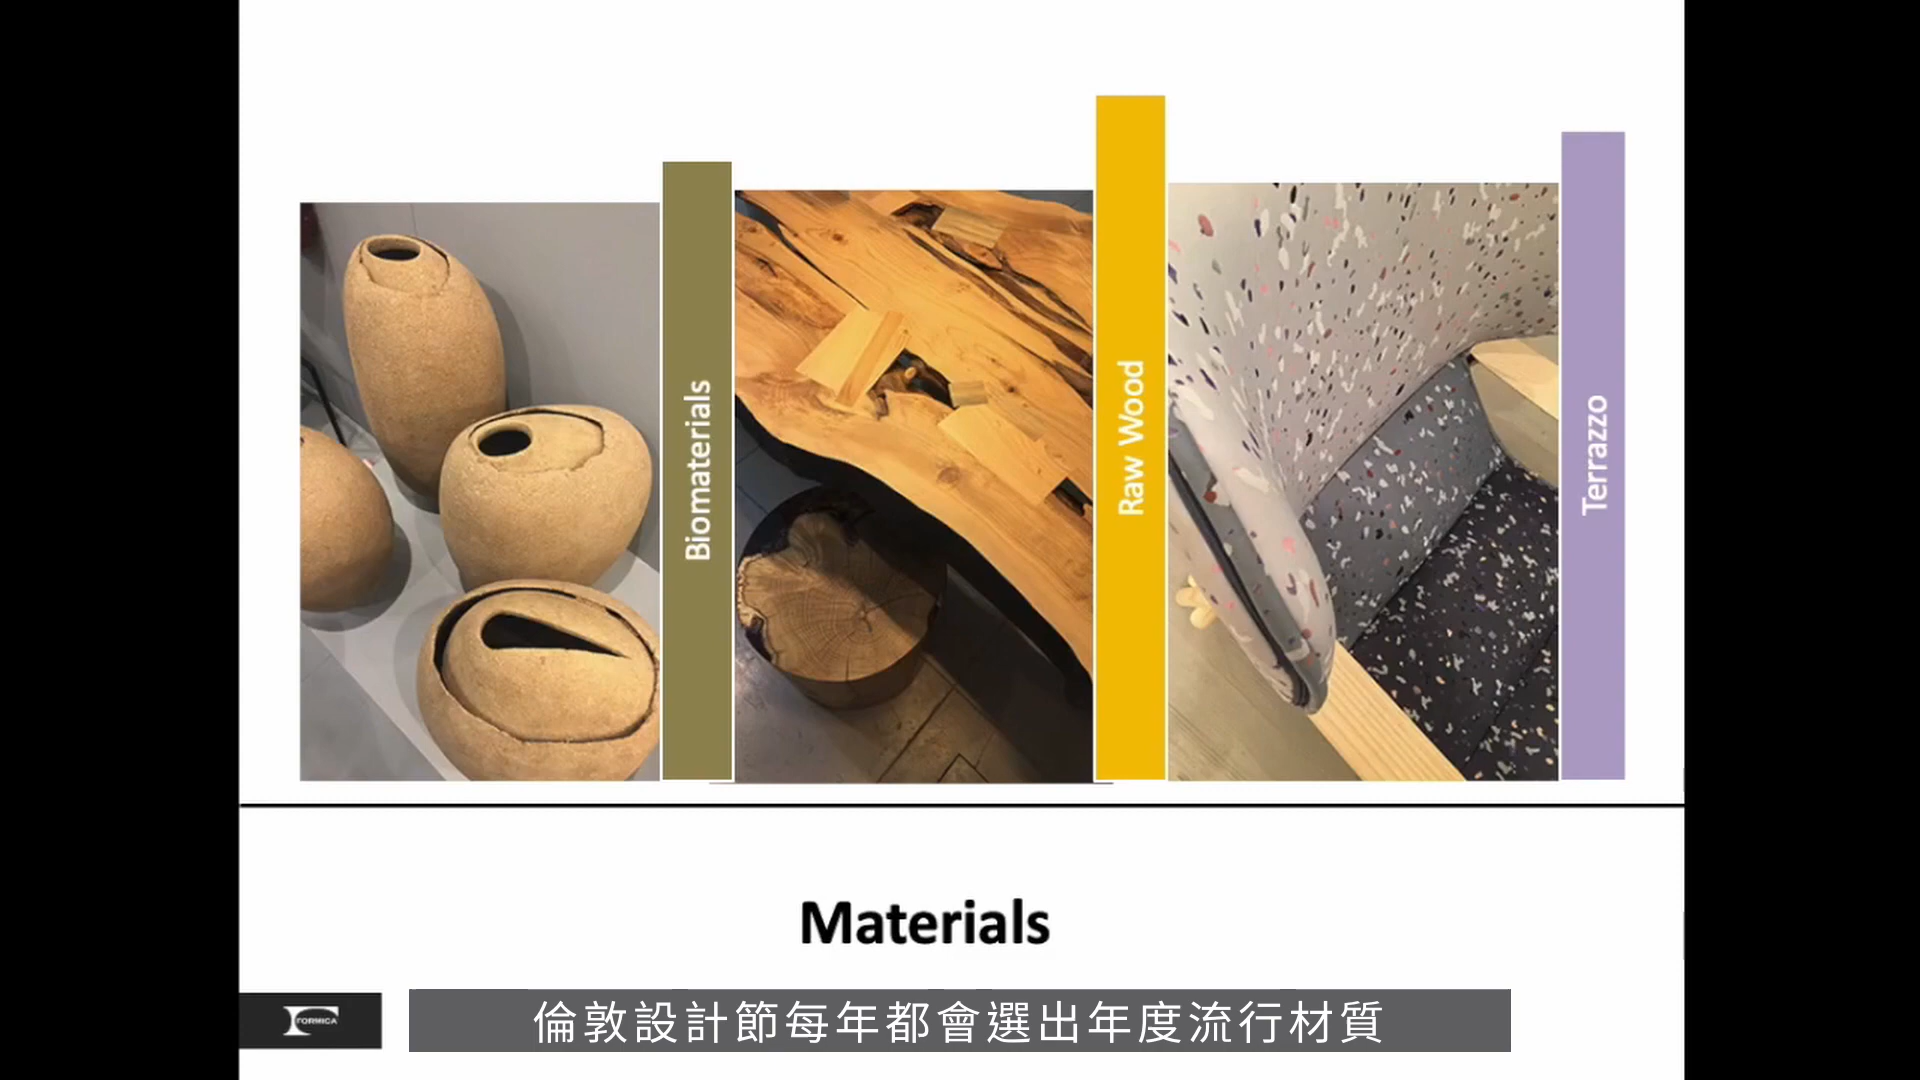 Biomaterials
Raw Wood
Terrazzo
Materials
FORMICA
倫敦設計節每年都會選出年度流行材質